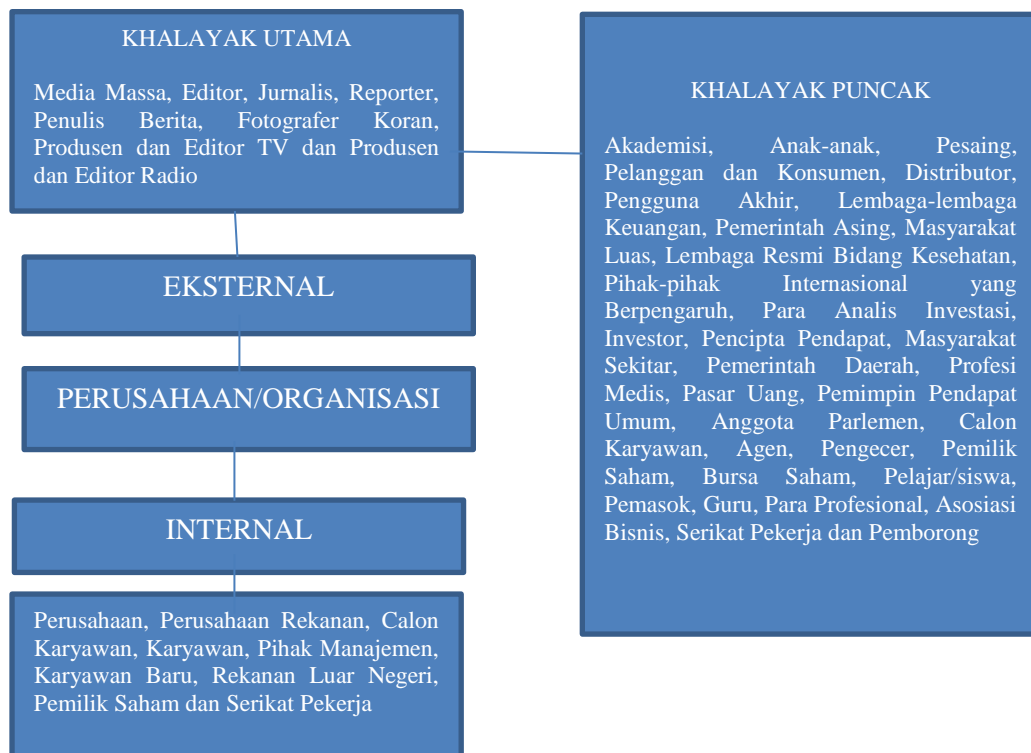 KHALAYAK UTAMA
Media Massa, Editor, Jurnalis, Reporter,
Penulis Berita, Fotografer Koran,
Produsen dan Editor TV dan Produsen
dan Editor Radio
EKSTERNAL
PERUSAHAAN/ORGANISASI
INTERNAL
Perusahaan, Perusahaan Rekanan, Calon
Karyawan, Karyawan, Pihak Manajemen,
Karyawan Baru, Rekanan Luar Negeri,
Pemilik Saham dan Serikat Pekerja
KHALAYAK PUNCAK
Akademisi, Anak-anak, Pesaing,
Pelanggan dan Konsumen, Distributor,
Pengguna Akhir, Lembaga-lembaga
Keuangan, Pemerintah Asing, Masyarakat
Luas, Lembaga Resmi Bidang Kesehatan,
Pihak-pihak Internasional yang
Berpengaruh, Para Analis Investasi,
Investor, Pencipta Pendapat, Masyarakat
Sekitar, Pemerintah Daerah, Profesi
Medis, Pasar Uang, Pemimpin Pendapat
Umum, Anggota Parlemen, Calon
Karyawan, Agen, Pengecer, Pemilik
Saham, Bursa Saham, Pelajar/siswa,
Pemasok, Guru, Para Profesional, Asosiasi
Bisnis, Serikat Pekerja dan Pemborong